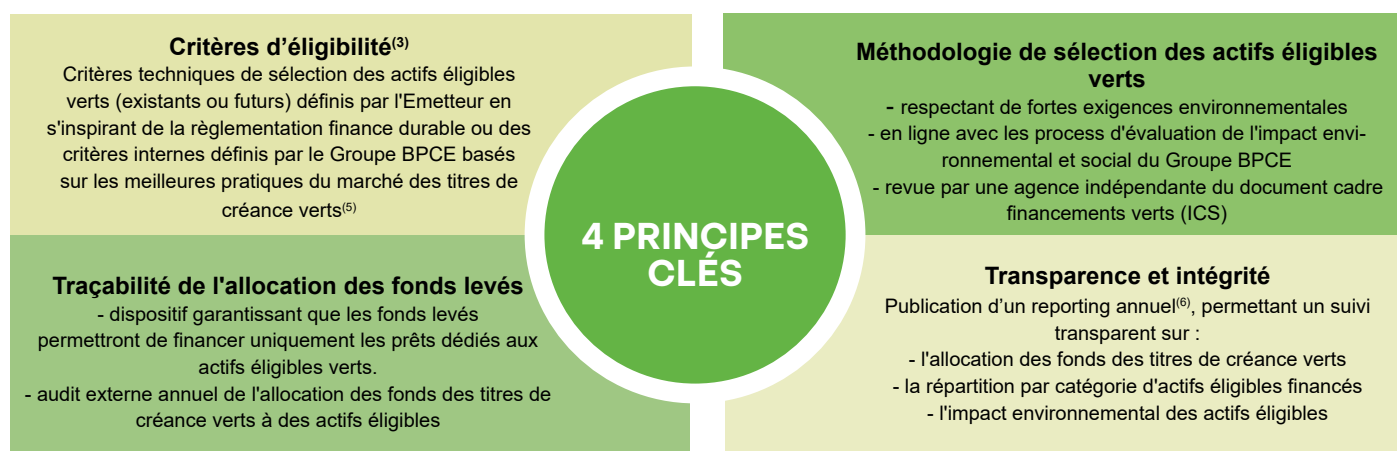 Critères d’éligibilité(3)
Critères techniques de sélection des actifs éligibles
verts (existants ou futurs) définis par l'Emetteur en
s'inspirant de la règlementation finance durable ou des
critères internes définis par le Groupe BPCE basés
sur les meilleures pratiques du marché des titres de
créance verts(5)
Méthodologie de sélection des actifs éligibles
verts
- respectant de fortes exigences environnementales
- en ligne avec les process d'évaluation de l'impact envi-
ronnemental et social du Groupe BPCE
- revue par une agence indépendante du document cadre
financements verts (ICS)
4 PRINCIPES
CLÉS
Traçabilité de l'allocation des fonds levés
- dispositif garantissant que les fonds levés
permettront de financer uniquement les prêts dédiés aux
actifs éligibles verts.
- audit externe annuel de l'allocation des fonds des titres de
créance verts à des actifs éligibles
Transparence et intégrité
Publication d’un reporting annuel(6), permettant un suivi
transparent sur :
- l'allocation des fonds des titres de créance verts
- la répartition par catégorie d'actifs éligibles financés
- l'impact environnemental des actifs éligibles